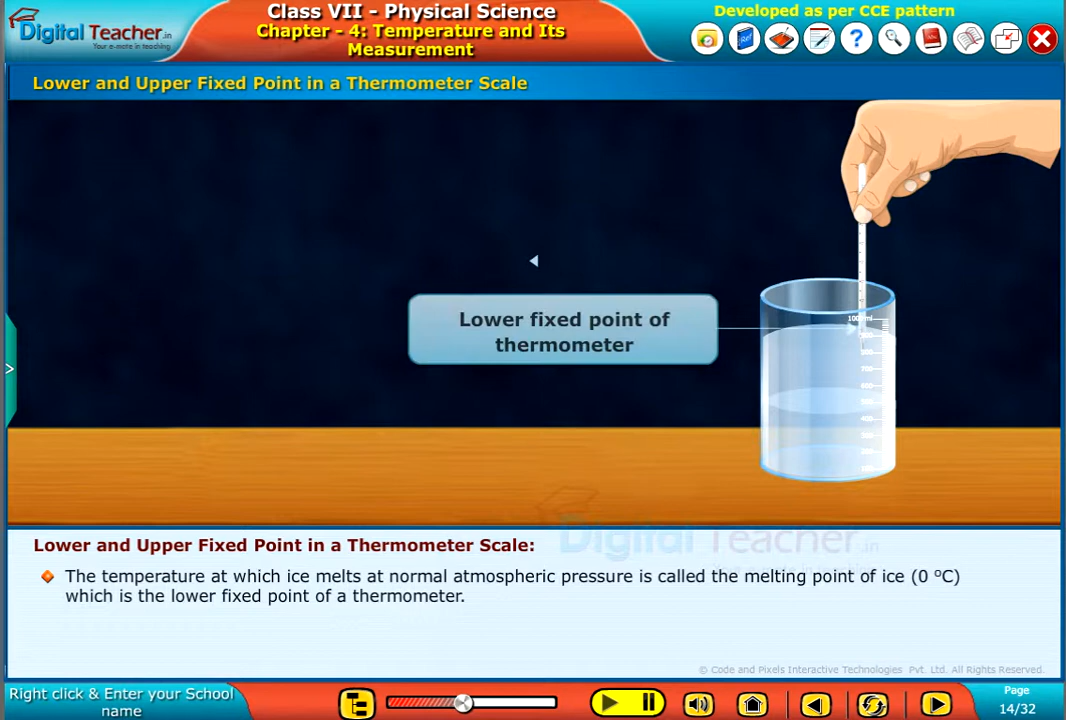 Digital Teacher.in
Your e-mate in teaching
Class VII - Physical Science
Chapter - 4: Temperature and Its
Measurement
Developed as per CCE pattern
Lower and Upper Fixed Point in a Thermometer Scale
Lower fixed point of
thermometer
Lower and Upper Fixed Point in a Thermometer Scale:
The temperature at which ice melts at normal atmospheric pressure is called the melting point of ice (0 ºC)
which is the lower fixed point of a thermometer.
Digital Teacher.in
© Code and Pixels Interactive Technologies Pvt. Ltd. All Rights Reserved.
Right click & Enter your School
name
Page
14/32